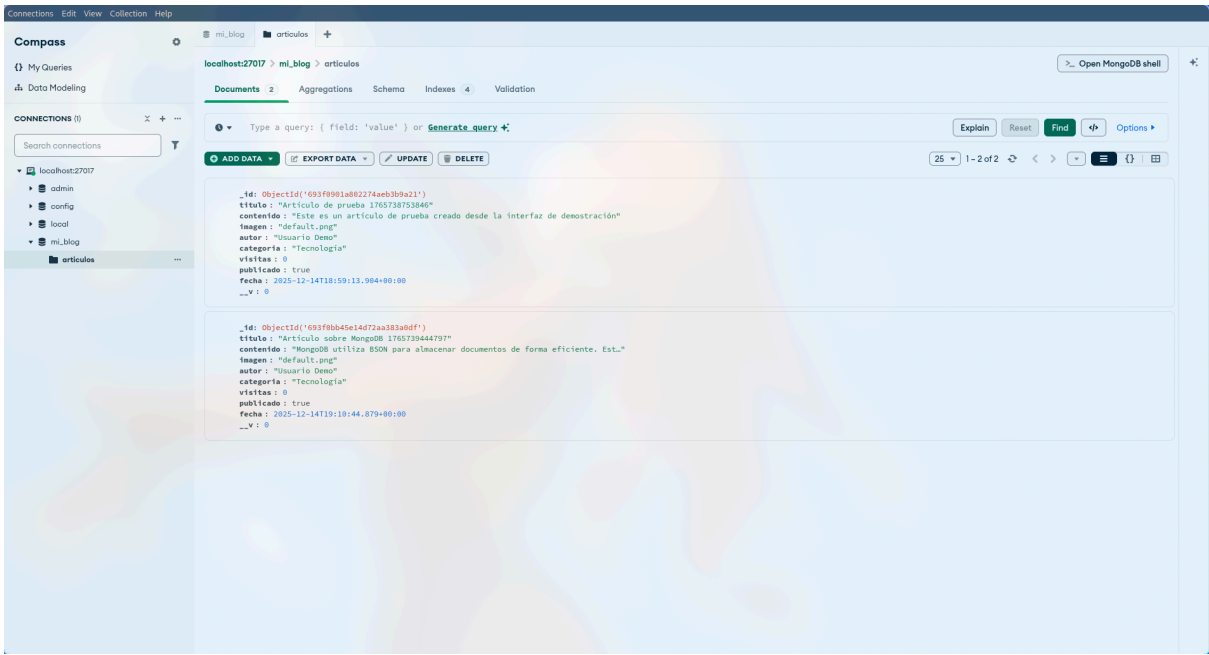 Connections Edit View Collection Help
Compass
My Queries
Data Modeling
CONNECTIONS (1)
Search connections
localhost:27017
admin
config
local
mi_blog
articulos
mi_blog articulos
localhost:27017 > mi_blog > articulos
>_ Open MongoDB shell
Documents 2 Aggregations Schema Indexes 4 Validation
Type a query: { field: 'value' } or Generate query
Explain Reset Find </> Options
ADD DATA EXPORT DATA UPDATE DELETE
25 1 – 2 of 2
_id: ObjectId('693f0901a802274aeb3b9a21')
titulo : "Artículo de prueba 1765738753846"
contenido : "Este es un artículo de prueba creado desde la interfaz de demostración"
imagen : "default.png"
autor : "Usuario Demo"
categoria : "Tecnología"
visitas : 0
publicado : true
fecha : 2025-12-14T18:59:13.904+00:00
__v : 0
_id: ObjectId('693f0bb45e14d72aa383a0df')
titulo : "Artículo sobre MongoDB 1765739444797"
contenido : "MongoDB utiliza BSON para almacenar documentos de forma eficiente. Est…"
imagen : "default.png"
autor : "Usuario Demo"
categoria : "Tecnología"
visitas : 0
publicado : true
fecha : 2025-12-14T19:10:44.879+00:00
__v : 0